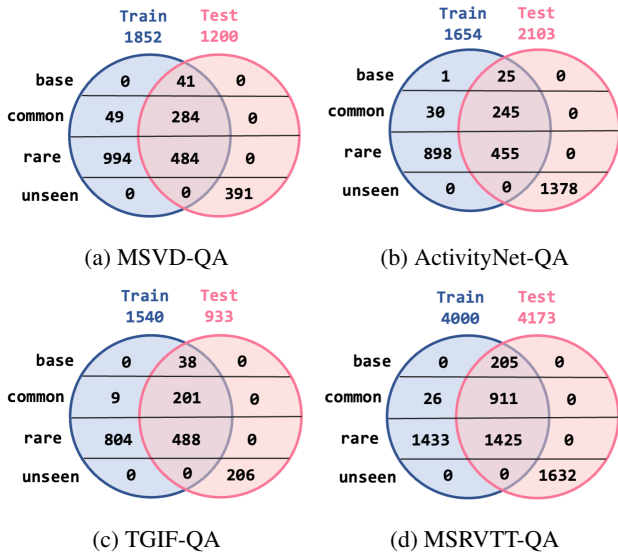 Train Test
1852 1200
base 0 41 0
common 49 284 0
rare 994 484 0
unseen 0 0 391
(a) MSVD-QA
Train Test
1654 2103
base 1 25 0
common 30 245 0
rare 898 455 0
unseen 0 0 1378
(b) ActivityNet-QA
Train Test
1540 933
base 0 38 0
common 9 201 0
rare 804 488 0
unseen 0 0 206
(c) TGIF-QA
Train Test
4000 4173
base 0 205 0
common 26 911 0
rare 1433 1425 0
unseen 0 0 1632
(d) MSRVTT-QA